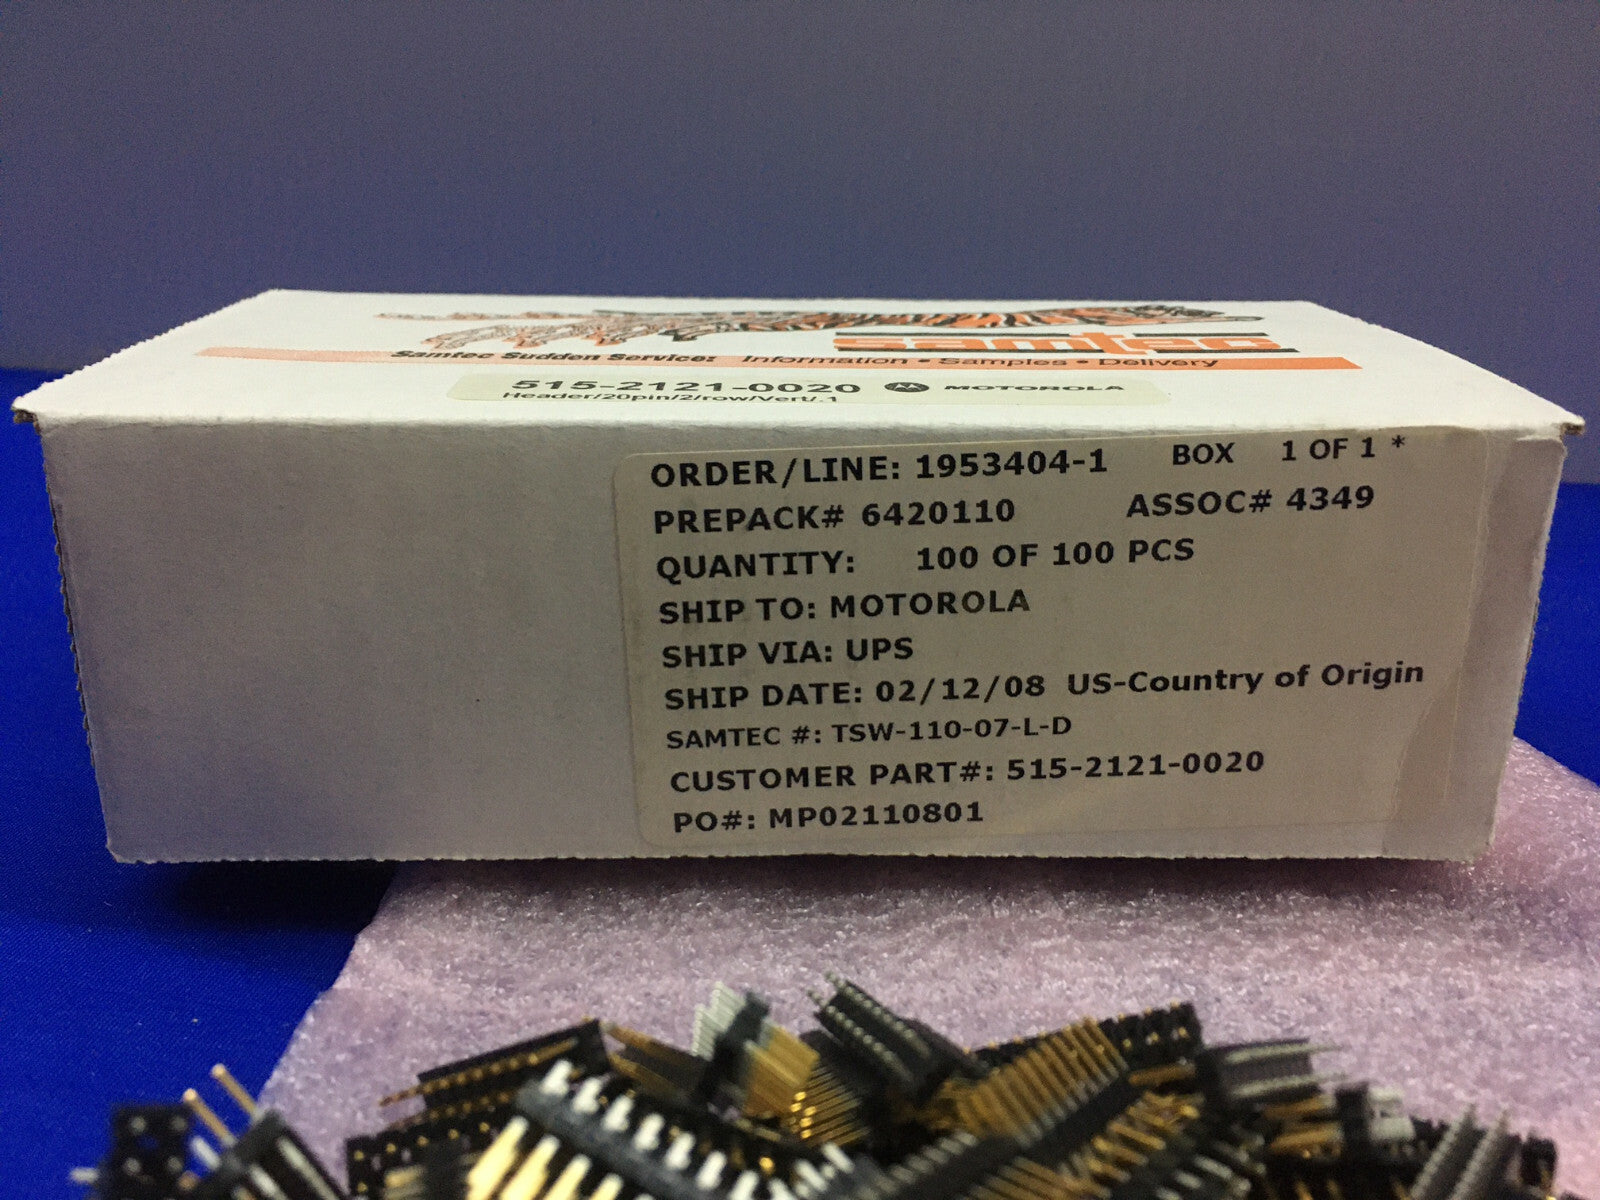 samtec
Samtec Sudden Service: Information • Samples • Delivery
515-2121-0020 MOTOROLA
Header/20pin/2/row/Vert/.1
ORDER/LINE: 1953404-1 BOX 1 OF 1 *
PREPACK# 6420110 ASSOC# 4349
QUANTITY: 100 OF 100 PCS
SHIP TO: MOTOROLA
SHIP VIA: UPS
SHIP DATE: 02/12/08 US-Country of Origin
SAMTEC #: TSW-110-07-L-D
CUSTOMER PART#: 515-2121-0020
PO#: MP02110801